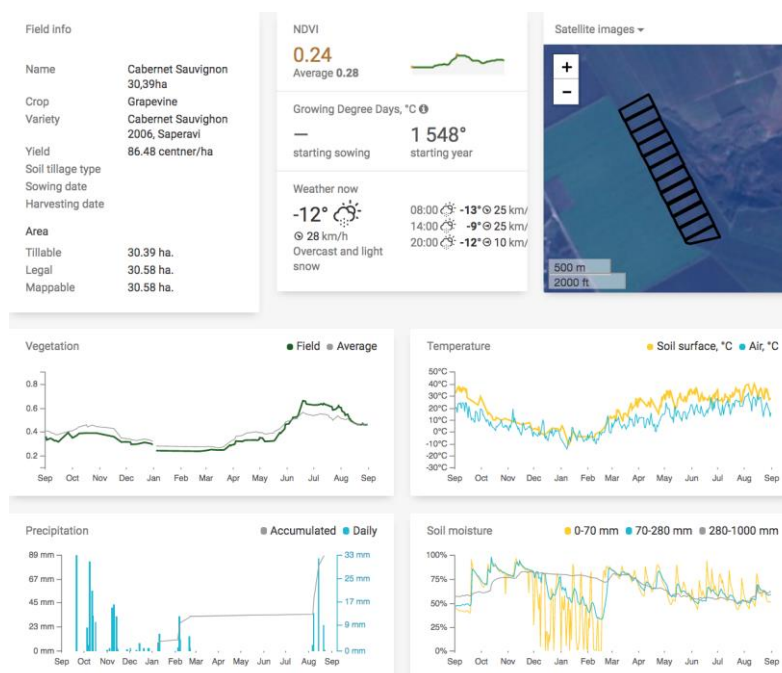 Field info
Name Cabernet Sauvignon
30,39ha
Crop Grapevine
Variety Cabernet Sauvighon
2006, Saperavi
Yield 86.48 centner/ha
Soil tillage type
Sowing date
Harvesting date
Area
Tillable 30.39 ha.
Legal 30.58 ha.
Mappable 30.58 ha.
NDVI
0.24
Average 0.28
Growing Degree Days, °C
— 1 548°
starting sowing starting year
Weather now
-12°
28 km/h
Overcast and light
snow
08:00 -13° 25 km/
14:00 -9° 25 km/
20:00 -12° 10 km/
Satellite images
+
−
500 m
2000 ft
Vegetation Field Average
0.8
0.6
0.4
0.2
Sep Oct Nov Dec Jan Feb Mar Apr May Jun Jul Aug Sep
Temperature Soil surface, °C Air, °C
50°C
40°C
30°C
20°C
10°C
0°C
-10°C
-20°C
-30°C
Sep Oct Nov Dec Jan Feb Mar Apr May Jun Jul Aug Sep
Precipitation Accumulated Daily
89 mm 33 mm
67 mm 25 mm
45 mm 17 mm
23 mm 9 mm
0 mm 0 mm
Sep Oct Nov Dec Jan Feb Mar Apr May Jun Jul Aug Sep
Soil moisture 0-70 mm 70-280 mm 280-1000 mm
100%
75%
50%
25%
0%
Sep Oct Nov Dec Jan Feb Mar Apr May Jun Jul Aug Sep